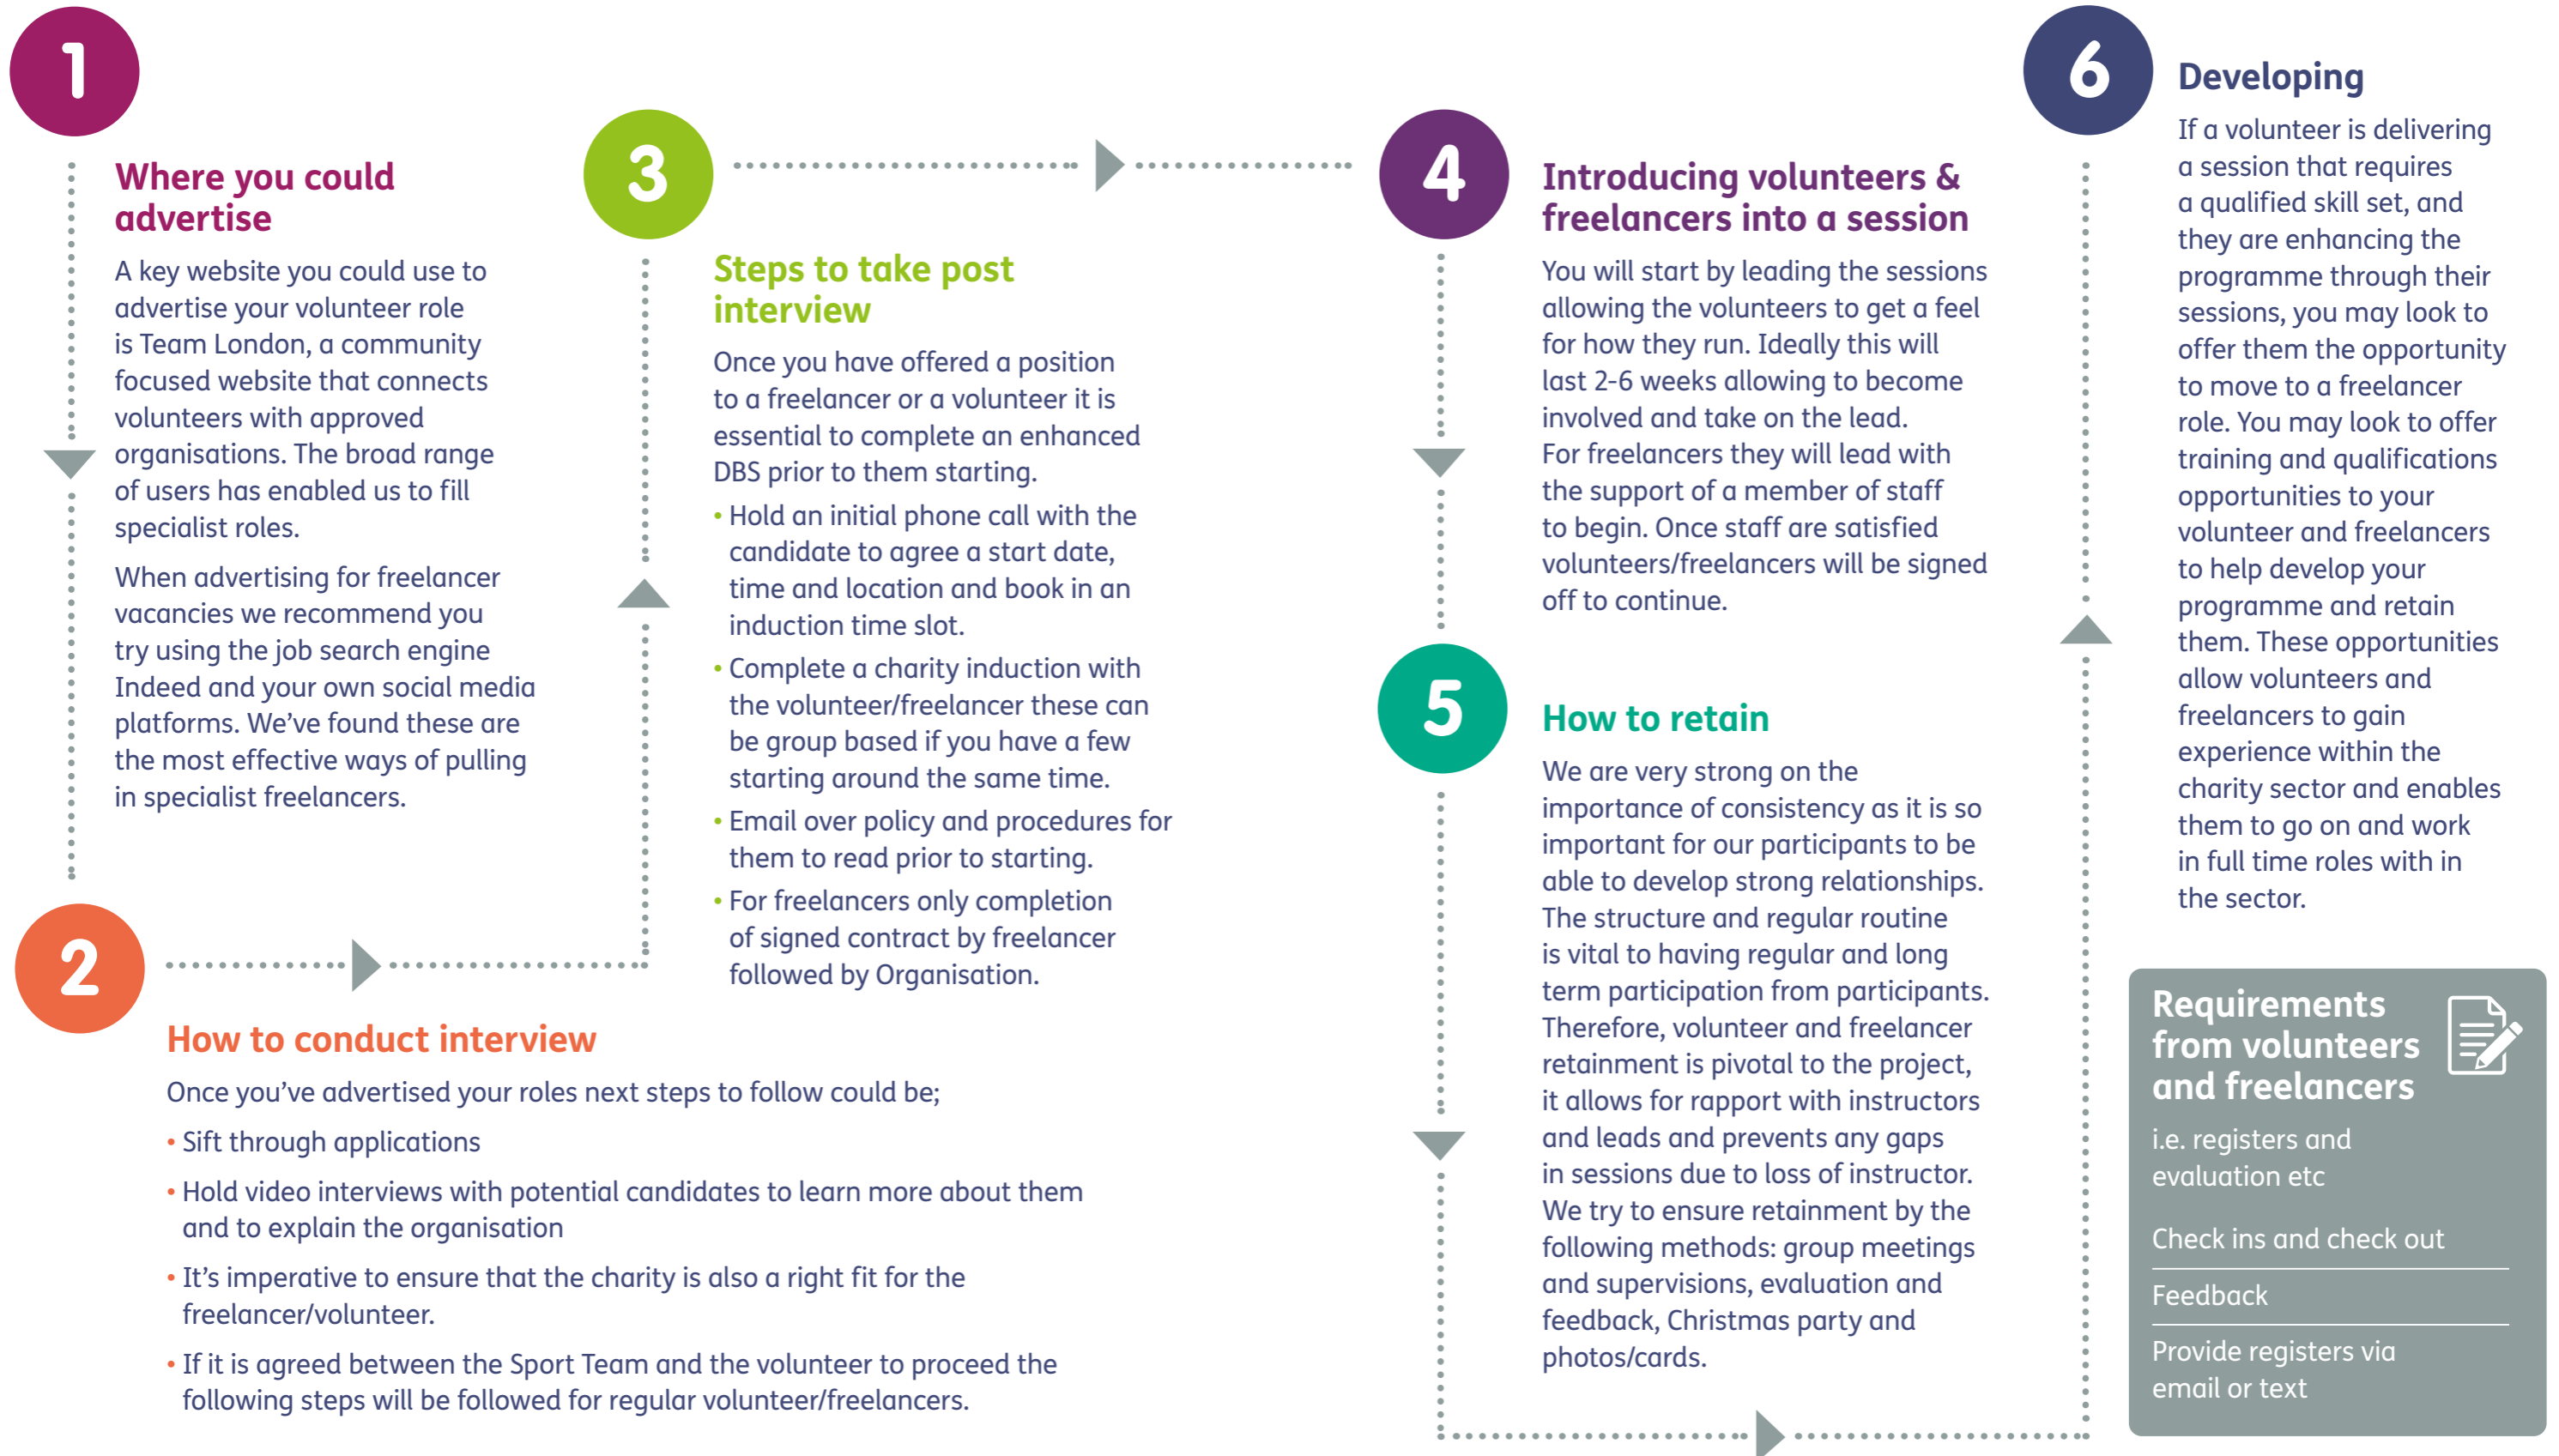 1
Where you could
advertise
A key website you could use to
advertise your volunteer role
is Team London, a community
focused website that connects
volunteers with approved
organisations. The broad range
of users has enabled us to fill
specialist roles.
When advertising for freelancer
vacancies we recommend you
try using the job search engine
Indeed and your own social media
platforms. We’ve found these are
the most effective ways of pulling
in specialist freelancers.
2
How to conduct interview
Once you’ve advertised your roles next steps to follow could be;
• Sift through applications
• Hold video interviews with potential candidates to learn more about them
and to explain the organisation
• It’s imperative to ensure that the charity is also a right fit for the
freelancer/volunteer.
• If it is agreed between the Sport Team and the volunteer to proceed the
following steps will be followed for regular volunteer/freelancers.
3
Steps to take post
interview
Once you have offered a position
to a freelancer or a volunteer it is
essential to complete an enhanced
DBS prior to them starting.
• Hold an initial phone call with the
candidate to agree a start date,
time and location and book in an
induction time slot.
• Complete a charity induction with
the volunteer/freelancer these can
be group based if you have a few
starting around the same time.
• Email over policy and procedures for
them to read prior to starting.
• For freelancers only completion
of signed contract by freelancer
followed by Organisation.
4
Introducing volunteers &
freelancers into a session
You will start by leading the sessions
allowing the volunteers to get a feel
for how they run. Ideally this will
last 2-6 weeks allowing to become
involved and take on the lead.
For freelancers they will lead with
the support of a member of staff
to begin. Once staff are satisfied
volunteers/freelancers will be signed
off to continue.
5
How to retain
We are very strong on the
importance of consistency as it is so
important for our participants to be
able to develop strong relationships.
The structure and regular routine
is vital to having regular and long
term participation from participants.
Therefore, volunteer and freelancer
retainment is pivotal to the project,
it allows for rapport with instructors
and leads and prevents any gaps
in sessions due to loss of instructor.
We try to ensure retainment by the
following methods: group meetings
and supervisions, evaluation and
feedback, Christmas party and
photos/cards.
6
Developing
If a volunteer is delivering
a session that requires
a qualified skill set, and
they are enhancing the
programme through their
sessions, you may look to
offer them the opportunity
to move to a freelancer
role. You may look to offer
training and qualifications
opportunities to your
volunteer and freelancers
to help develop your
programme and retain
them. These opportunities
allow volunteers and
freelancers to gain
experience within the
charity sector and enables
them to go on and work
in full time roles with in
the sector.
Requirements
from volunteers
and freelancers
i.e. registers and
evaluation etc
Check ins and check out
Feedback
Provide registers via
email or text